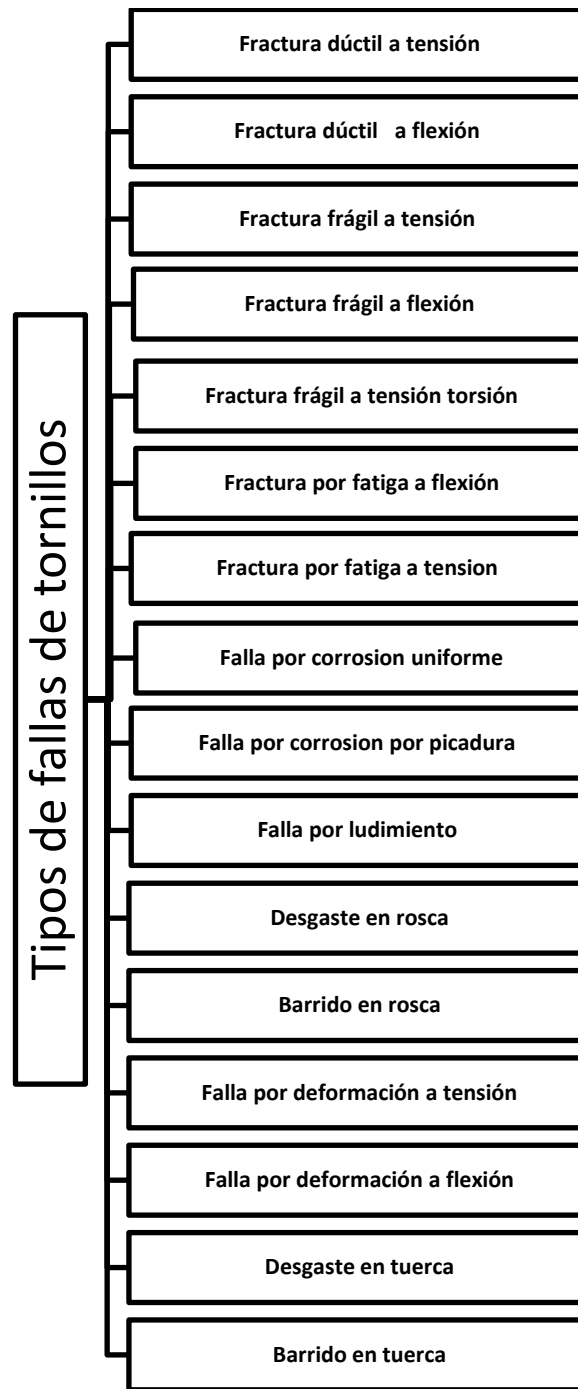 Tipos de fallas de tornillos
Fractura dúctil a tensión
Fractura dúctil   a flexión
Fractura frágil a tensión
Fractura frágil a flexión
Fractura frágil a tensión torsión
Fractura por fatiga a flexión
Fractura por fatiga a tension
Falla por corrosion uniforme
Falla por corrosion por picadura
Falla por ludimiento
Desgaste en rosca
Barrido en rosca
Falla por deformación a tensión
Falla por deformación a flexión
Desgaste en tuerca
Barrido en tuerca